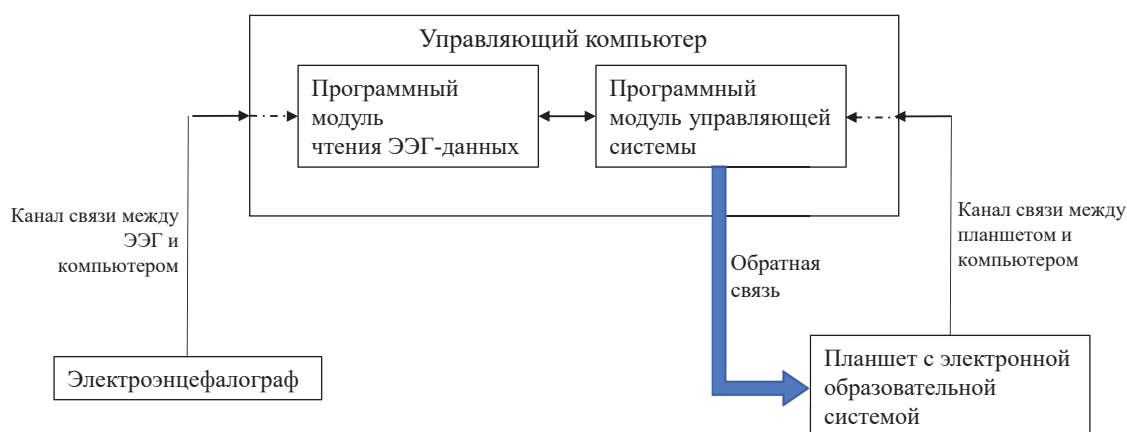 Управляющий компьютер
Программный
модуль
чтения ЭЭГ-данных
Программный
модуль управляющей
системы
Канал связи между
ЭЭГ и
компьютером
Канал связи между
планшетом и
компьютером
Обратная
связь
Электроэнцефалограф
Планшет с электронной
образовательной
системой